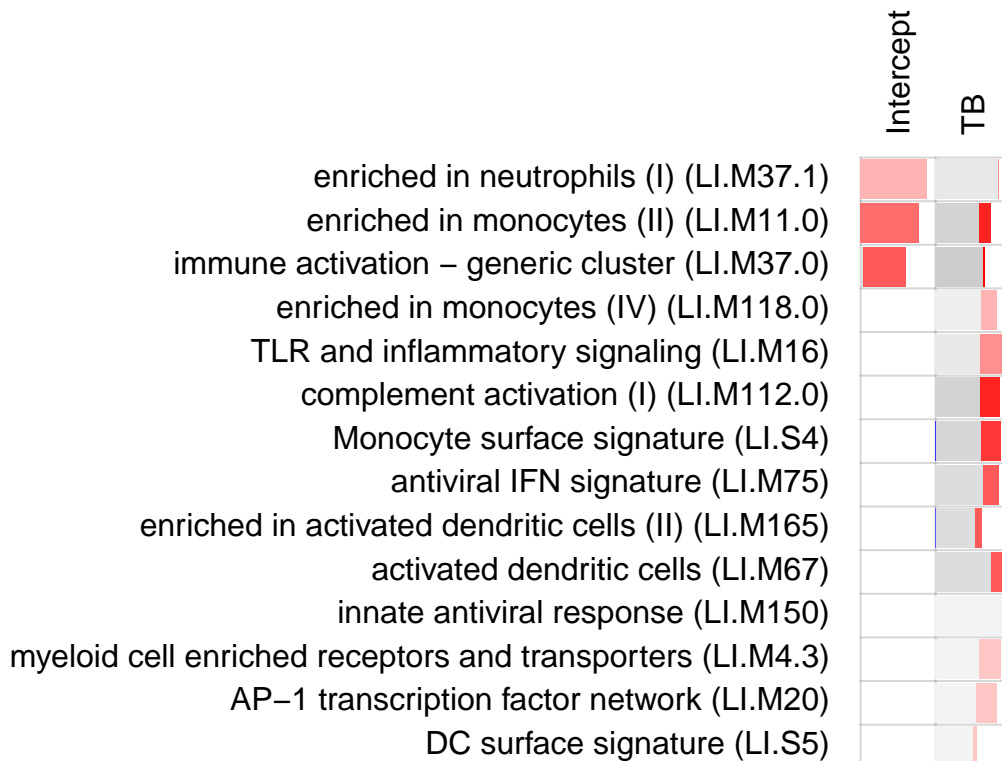 Intercept
TB
enriched in neutrophils (I) (LI.M37.1)
enriched in monocytes (II) (LI.M11.0)
immune activation − generic cluster (LI.M37.0)
enriched in monocytes (IV) (LI.M118.0)
TLR and inflammatory signaling (LI.M16)
complement activation (I) (LI.M112.0)
Monocyte surface signature (LI.S4)
antiviral IFN signature (LI.M75)
enriched in activated dendritic cells (II) (LI.M165)
activated dendritic cells (LI.M67)
innate antiviral response (LI.M150)
myeloid cell enriched receptors and transporters (LI.M4.3)
AP−1 transcription factor network (LI.M20)
DC surface signature (LI.S5)